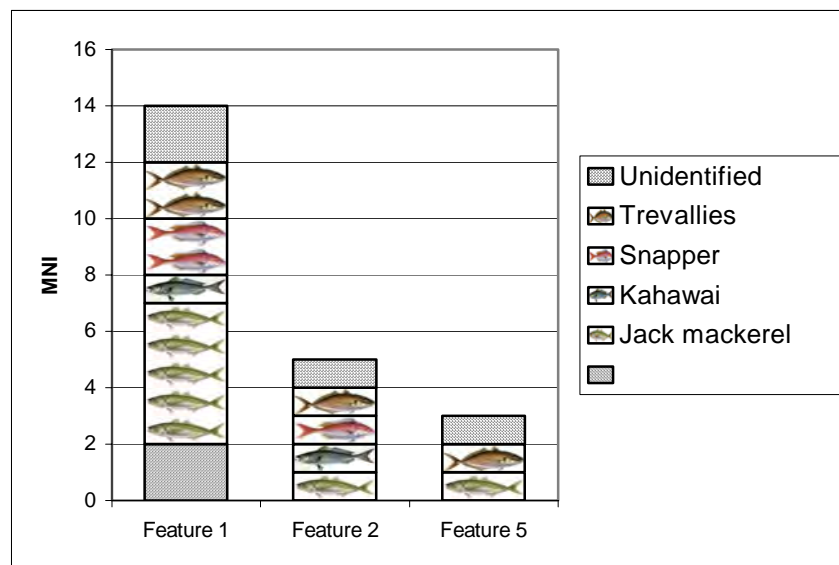 16
14
12
10
8
6
4
2
0
MNI
Feature 1 Feature 2 Feature 5
Unidentified
Trevallies
Snapper
Kahawai
Jack mackerel